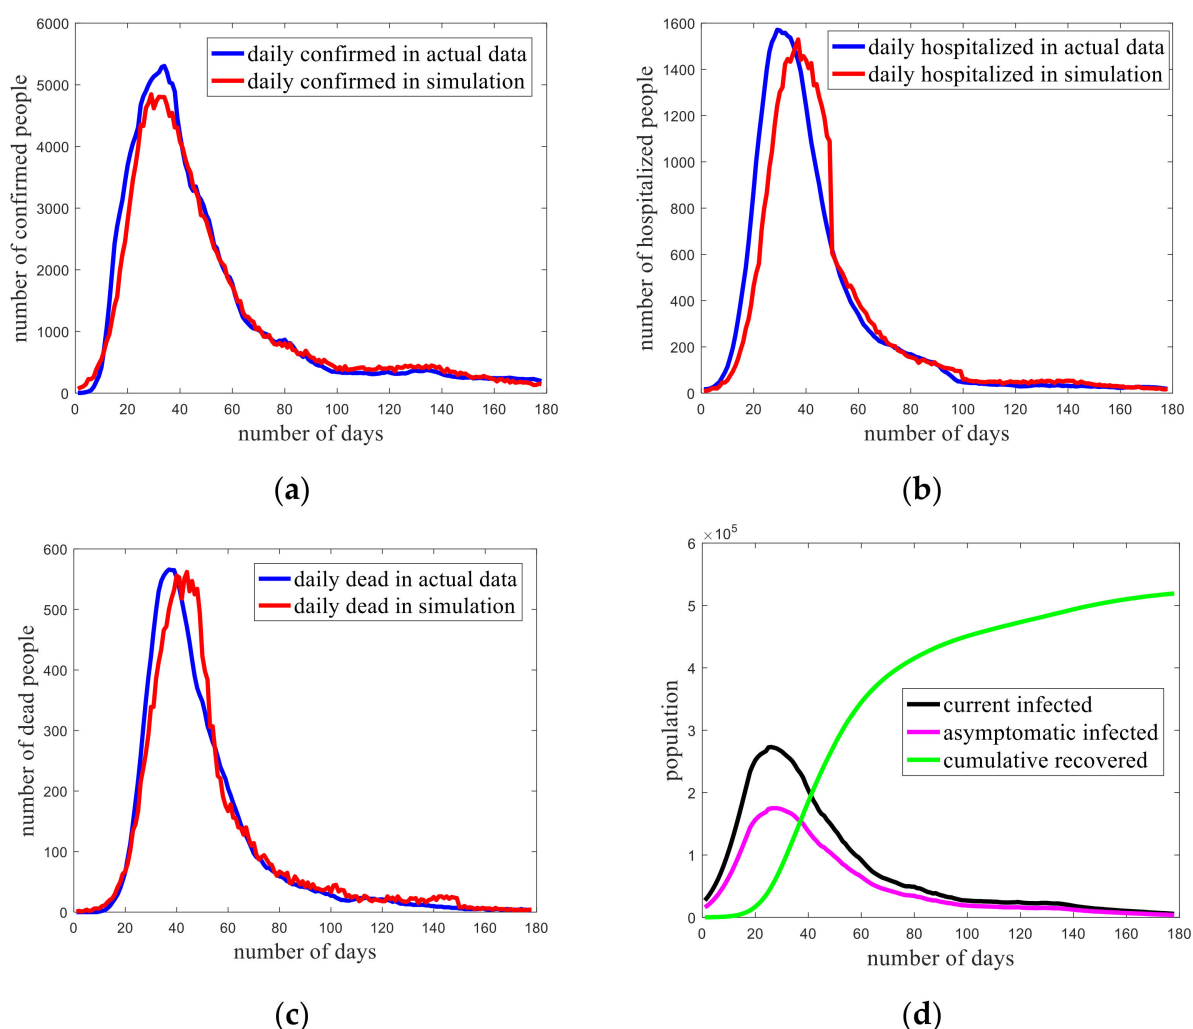 6000
5000
4000
3000
2000
1000
0
number of confirmed people
daily confirmed in actual data
daily confirmed in simulation
0 20 40 60 80 100 120 140 160 180
number of days
(a)
1600
1400
1200
1000
800
600
400
200
0
number of hospitalized people
daily hospitalized in actual data
daily hospitalized in simulation
0 20 40 60 80 100 120 140 160 180
number of days
(b)
600
500
400
300
200
100
0
number of dead people
daily dead in actual data
daily dead in simulation
0 20 40 60 80 100 120 140 160 180
number of days
(c)
×10⁵
6
5
4
3
2
1
0
population
current infected
asymptomatic infected
cumulative recovered
0 20 40 60 80 100 120 140 160 180
number of days
(d)